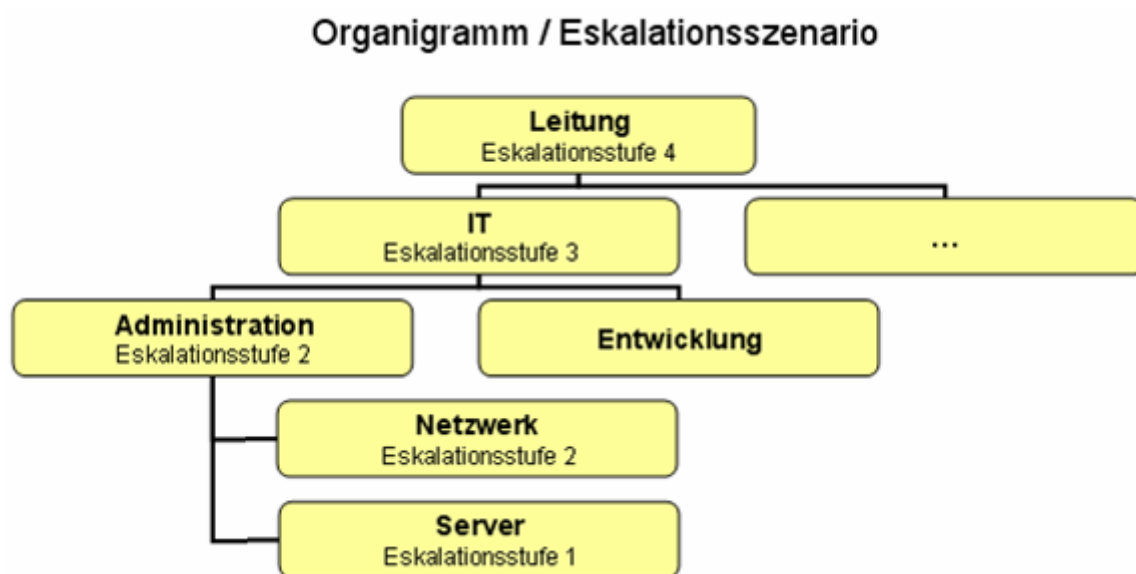 Organigramm / Eskalationsszenario
Leitung
Eskalationsstufe 4
IT
Eskalationsstufe 3
...
Administration
Eskalationsstufe 2
Entwicklung
Netzwerk
Eskalationsstufe 2
Server
Eskalationsstufe 1